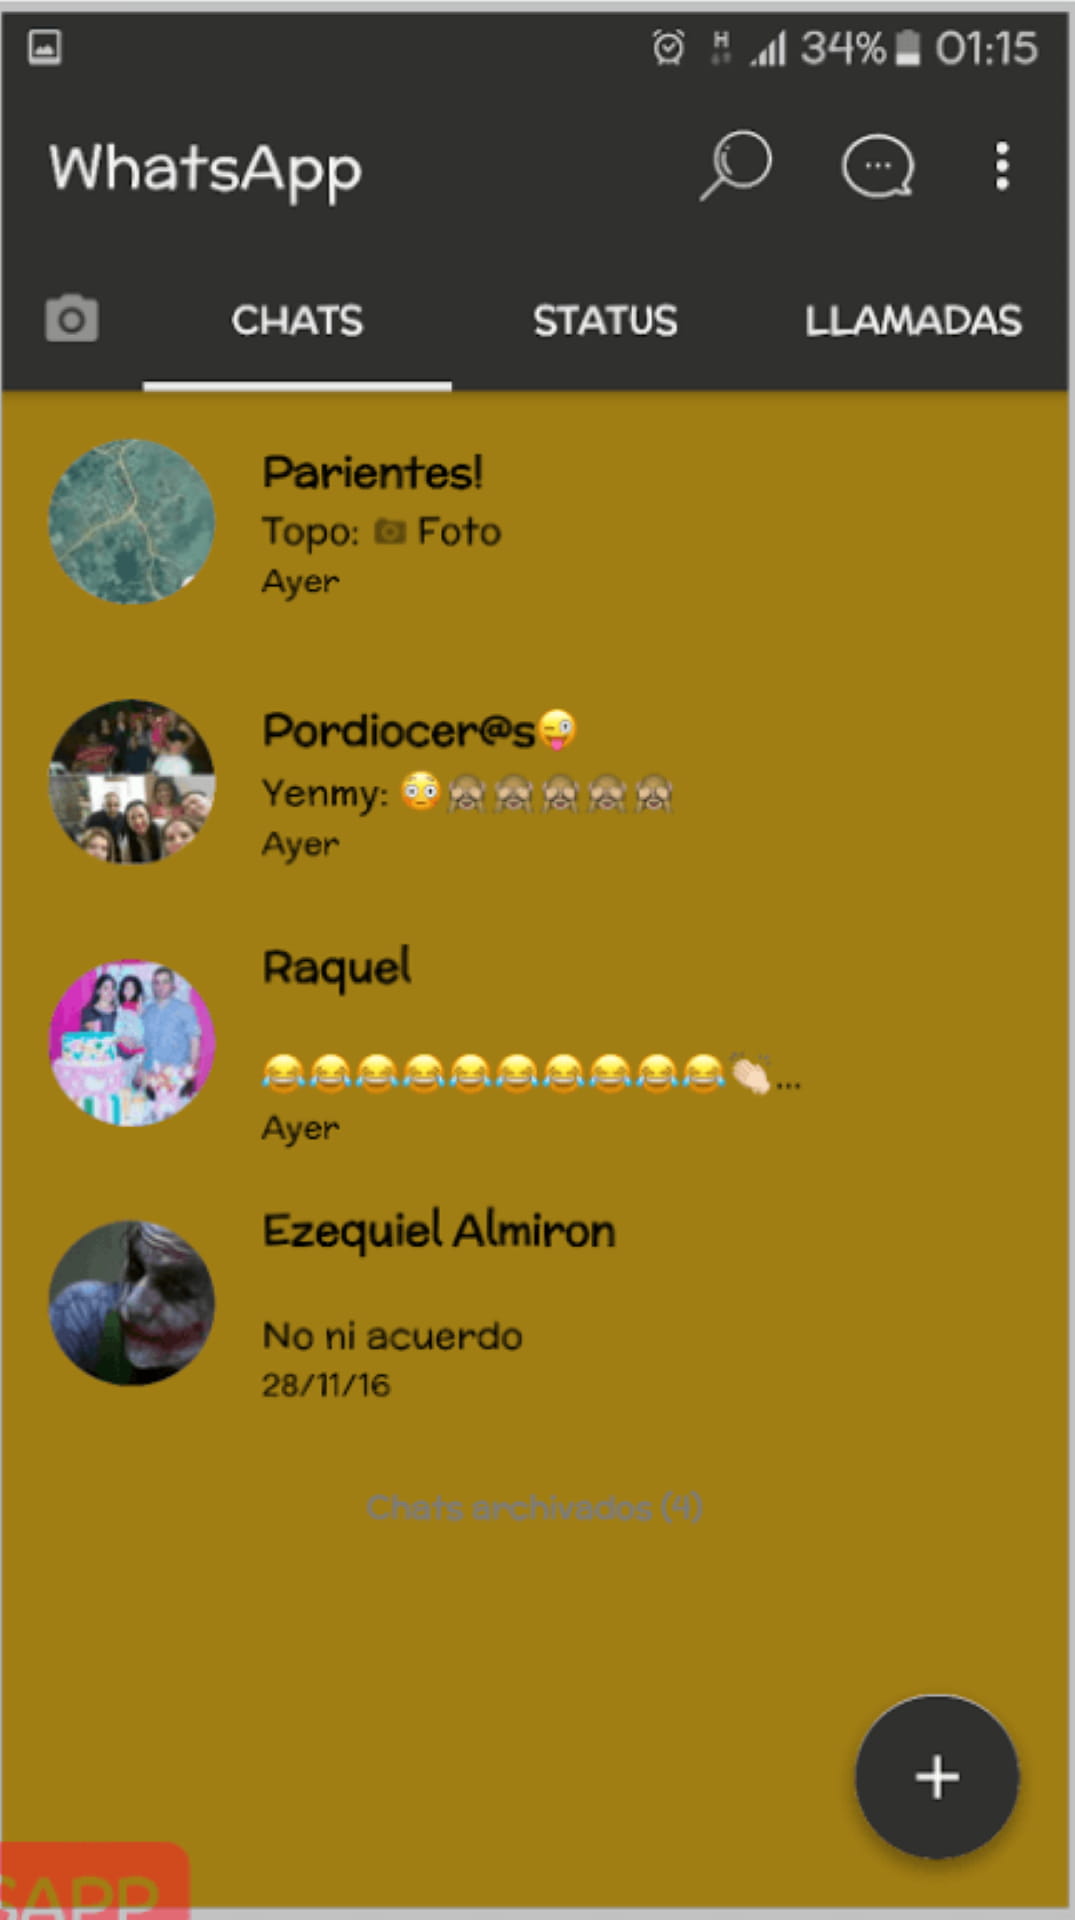 H 34% 01:15
WhatsApp
CHATS STATUS LLAMADAS
Parientes!
Topo: 📷 Foto
Ayer
Pordiocer@s😜
Yenmy: 😳🙈🙈🙈🙈🙈
Ayer
Raquel
😂😂😂😂😂😂😂😂😂😂👏🏻...
Ayer
Ezequiel Almiron
No ni acuerdo
28/11/16
Chats archivados (4)
+
SAPP